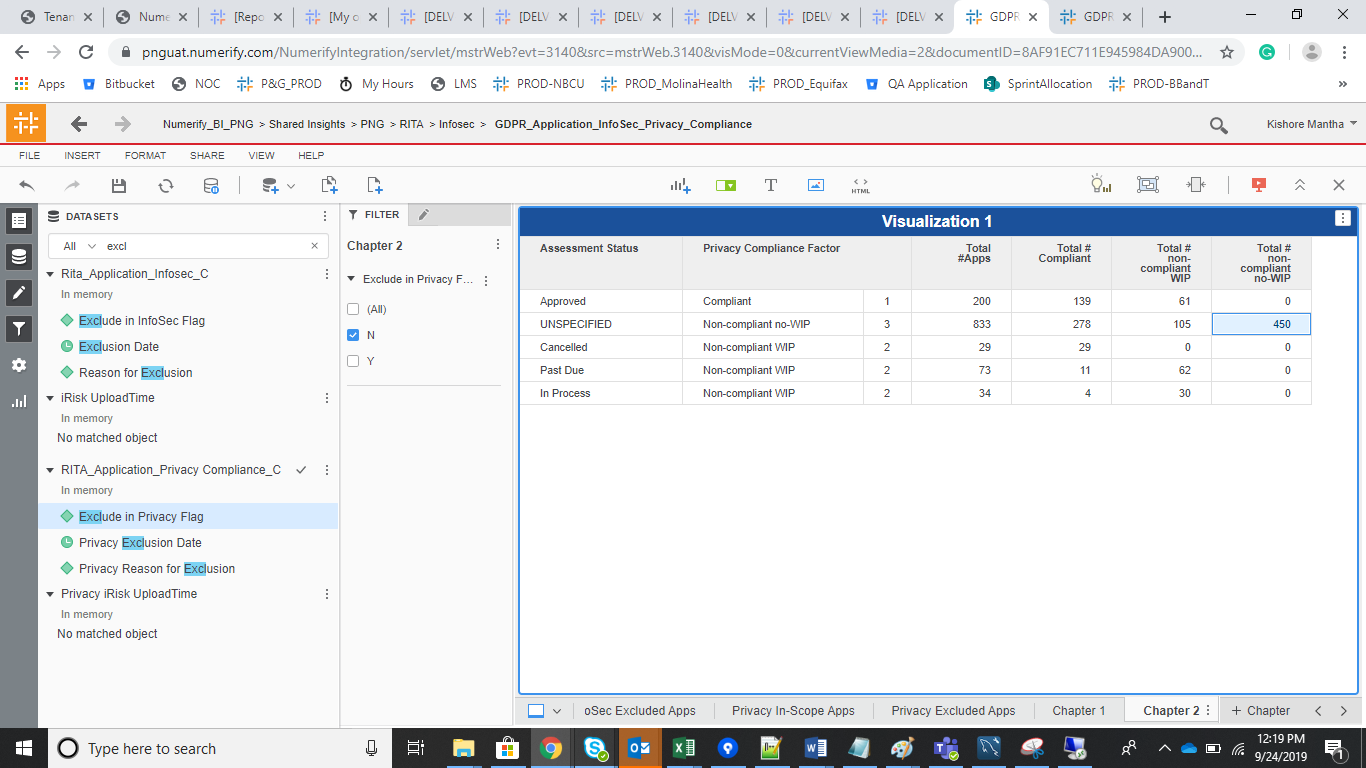 Tenan
Nume
[Repo
[My c
[DELV
[DELV
[DELV
[DELV
[DELV
[DELV
GDPR
GDPR
pnguat.numerify.com/NumerifyIntegration/servlet/mstrWeb?evt=3140&src=mstrWeb.3140&visMode=0&currentViewMedia=2&documentID=8AF91EC711E945984DA900...
Apps
Bitbucket
NOC
P&G_PROD
My Hours
LMS
PROD-NBCU
PROD_MolinaHealth
PROD_Equifax
QA Application
SprintAllocation
PROD-BBandT
Numerify_BI_PNG > Shared Insights > PNG > RITA > Infosec > GDPR_Application_InfoSec_Privacy_Compliance
Kishore Mantha
FILE INSERT FORMAT SHARE VIEW HELP
HTML
DATASETS
All excl
Rita_Application_Infosec_C
In memory
Exclude in InfoSec Flag
Exclusion Date
Reason for Exclusion
iRisk UploadTime
In memory
No matched object
RITA_Application_Privacy Compliance_C
In memory
Exclude in Privacy Flag
Privacy Exclusion Date
Privacy Reason for Exclusion
Privacy iRisk UploadTime
In memory
No matched object
FILTER
Chapter 2
Exclude in Privacy F...
(All)
N
Y
Visualization 1
Assessment Status Privacy Compliance Factor Total #Apps Total # Compliant Total # non-compliant WIP Total # non-compliant no-WIP
Approved Compliant 1 200 139 61 0
UNSPECIFIED Non-compliant no-WIP 3 833 278 105 450
Cancelled Non-compliant WIP 2 29 29 0 0
Past Due Non-compliant WIP 2 73 11 62 0
In Process Non-compliant WIP 2 34 4 30 0
oSec Excluded Apps
Privacy In-Scope Apps
Privacy Excluded Apps
Chapter 1
Chapter 2
+ Chapter
Type here to search
12:19 PM
9/24/2019
1